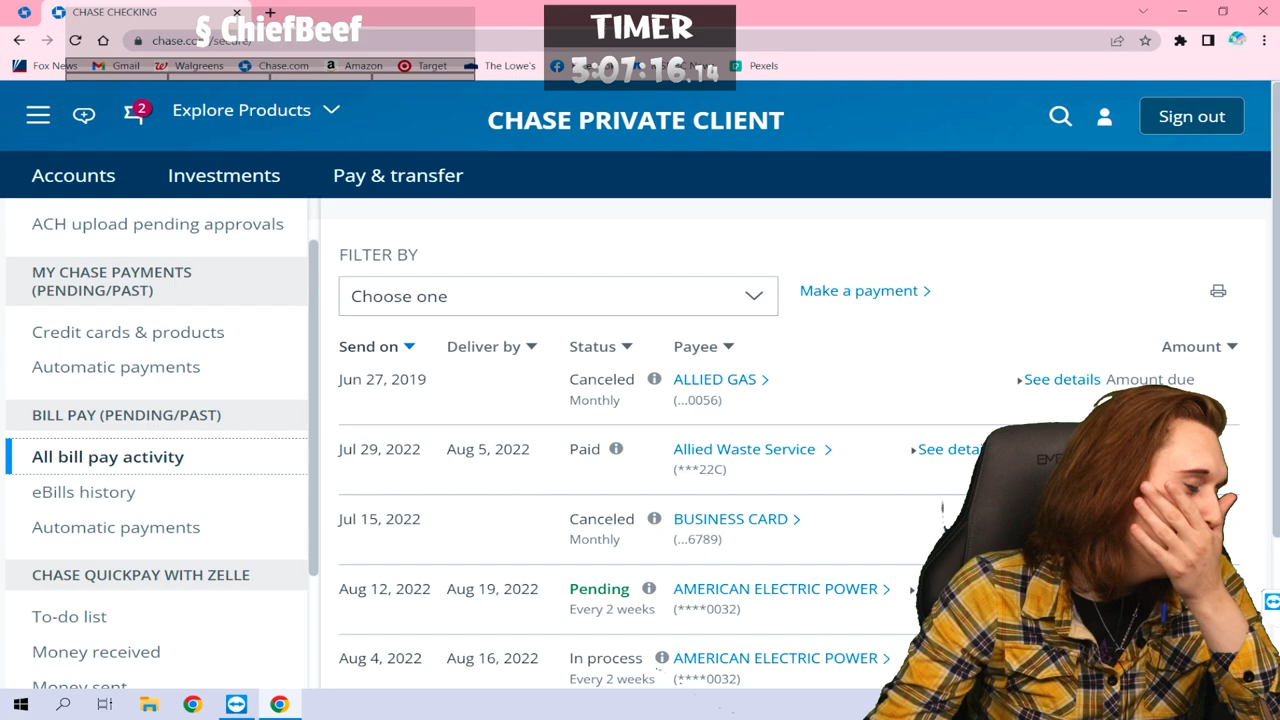 CHASE CHECKING
§ ChiefBeef
TIMER
3:07:16.14
Fox News
Gmail
Walgreens
Chase.com
Amazon
Target
The Lowe's
Pexels
2
Explore Products
CHASE PRIVATE CLIENT
Sign out
Accounts
Investments
Pay & transfer
ACH upload pending approvals
MY CHASE PAYMENTS
(PENDING/PAST)
Credit cards & products
Automatic payments
BILL PAY (PENDING/PAST)
All bill pay activity
eBills history
Automatic payments
CHASE QUICKPAY WITH ZELLE
To-do list
Money received
Money sent
FILTER BY
Choose one
Make a payment
Send on Deliver by Status Payee Amount
Jun 27, 2019 Canceled ALLIED GAS See details Amount due
Monthly (...0056)
Jul 29, 2022 Aug 5, 2022 Paid Allied Waste Service See detai
(***22C)
Jul 15, 2022 Canceled BUSINESS CARD
Monthly (...6789)
Aug 12, 2022 Aug 19, 2022 Pending AMERICAN ELECTRIC POWER
Every 2 weeks (****0032)
Aug 4, 2022 Aug 16, 2022 In process AMERICAN ELECTRIC POWER
Every 2 weeks (****0032)